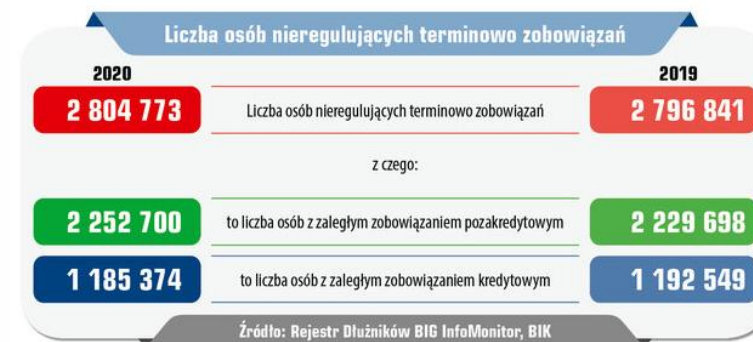 Liczba osób nieregulujących terminowo zobowiązań
2020 2019
2 804 773 Liczba osób nieregulujących terminowo zobowiązań 2 796 841
z czego:
2 252 700 to liczba osób z zaległym zobowiązaniem pozakredytowym 2 229 698
1 185 374 to liczba osób z zaległym zobowiązaniem kredytowym 1 192 549
Źródło: Rejestr Dłużników BIG InfoMonitor, BIK